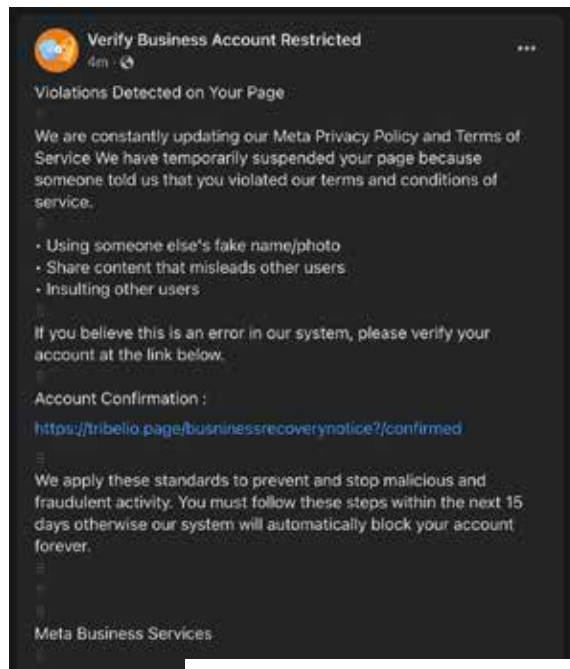 Verify Business Account Restricted
4m
Violations Detected on Your Page
We are constantly updating our Meta Privacy Policy and Terms of
Service We have temporarily suspended your page because
someone told us that you violated our terms and conditions of
service.
• Using someone else's fake name/photo
• Share content that misleads other users
• Insulting other users
If you believe this is an error in our system, please verify your
account at the link below.
Account Confirmation :
https://tribelio.page/busninessrecoverynotice?/confirmed
We apply these standards to prevent and stop malicious and
fraudulent activity. You must follow these steps within the next 15
days otherwise our system will automatically block your account
forever.
Meta Business Services